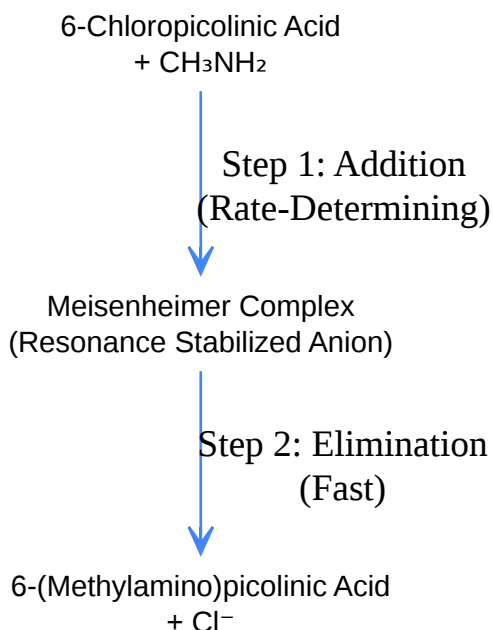 6-Chloropicolinic Acid
+ CH₃NH₂
Step 1: Addition
(Rate-Determining)
Meisenheimer Complex
(Resonance Stabilized Anion)
Step 2: Elimination
(Fast)
6-(Methylamino)picolinic Acid
+ Cl⁻